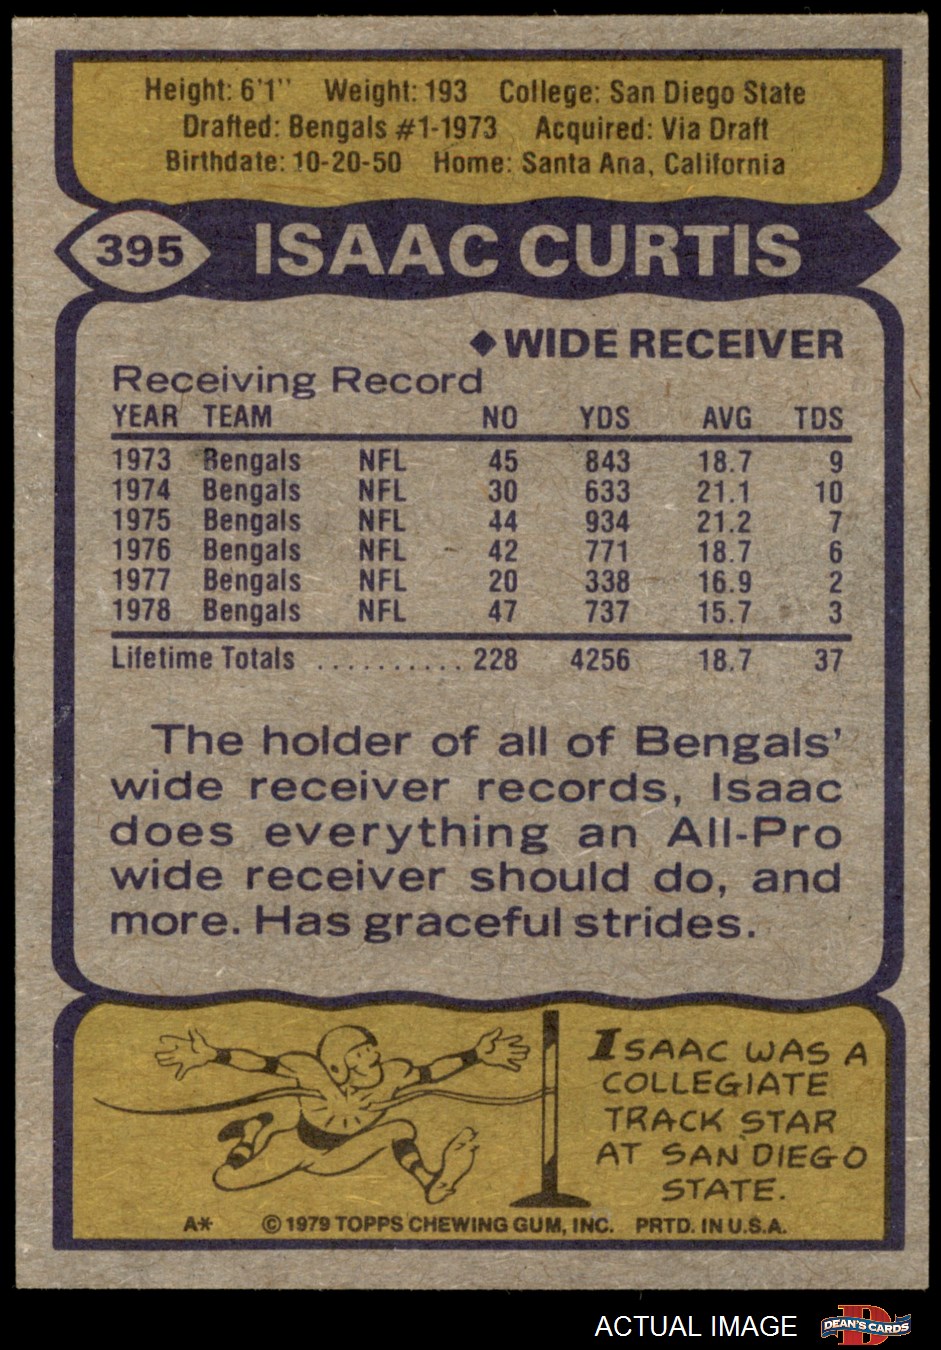 Height: 6'1" Weight: 193 College: San Diego State
Drafted: Bengals #1-1973 Acquired: Via Draft
Birthdate: 10-20-50 Home: Santa Ana, California
395 ISAAC CURTIS
◆WIDE RECEIVER
Receiving Record
YEAR TEAM NO YDS AVG TDS
1973 Bengals NFL 45 843 18.7 9
1974 Bengals NFL 30 633 21.1 10
1975 Bengals NFL 44 934 21.2 7
1976 Bengals NFL 42 771 18.7 6
1977 Bengals NFL 20 338 16.9 2
1978 Bengals NFL 47 737 15.7 3
Lifetime Totals .......... 228 4256 18.7 37
The holder of all of Bengals'
wide receiver records, Isaac
does everything an All-Pro
wide receiver should do, and
more. Has graceful strides.
ISAAC WAS A
COLLEGIATE
TRACK STAR
AT SAN DIEGO
STATE.
A* © 1979 TOPPS CHEWING GUM, INC. PRTD. IN U.S.A.
ACTUAL IMAGE D DEAN'S CARDS